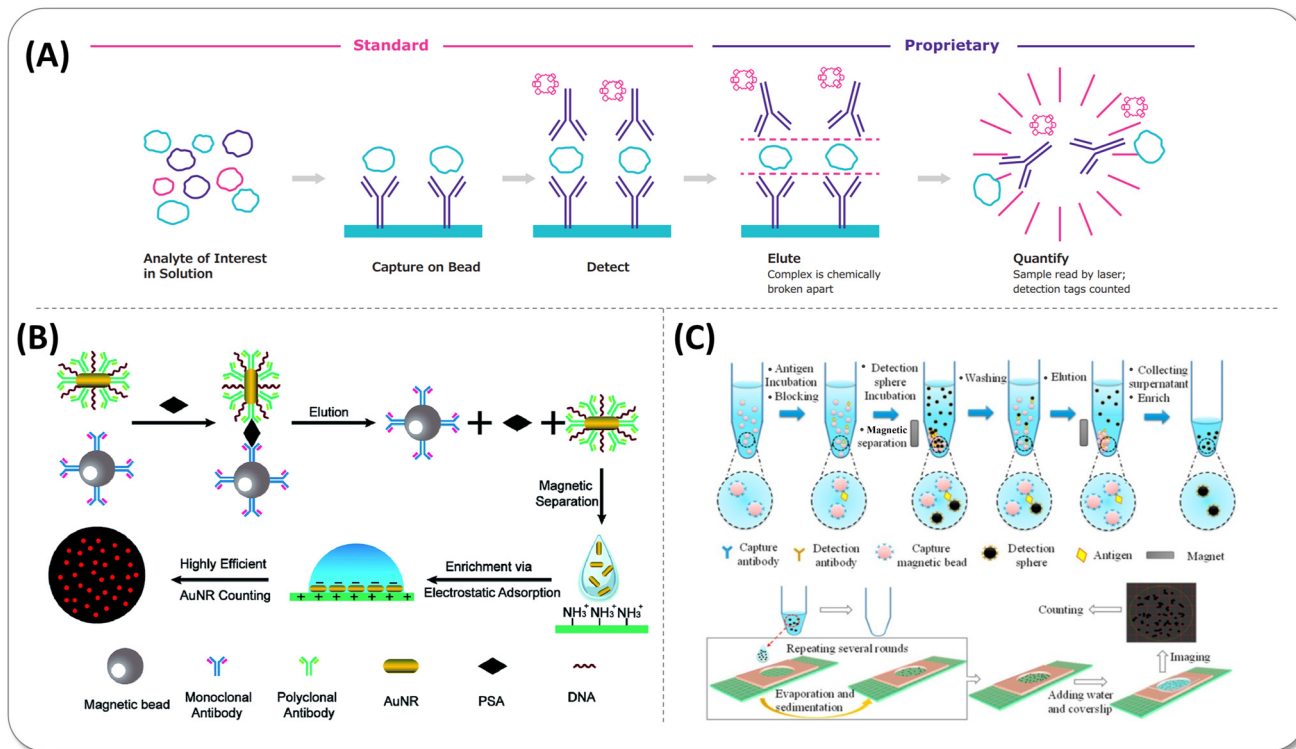 (A)
Standard
Proprietary
Analyte of Interest
in Solution
Capture on Bead
Detect
Elute
Complex is chemically
broken apart
Quantify
Sample read by laser;
detection tags counted
(B)
Elution
Magnetic
Separation
Highly Efficient
AuNR Counting
Enrichment via
Electrostatic Adsorption
NH₃⁺ NH₃⁺ NH₃⁺
− − − − −
+ + + + + +
Magnetic bead
Monoclonal
Antibody
Polyclonal
Antibody
AuNR
PSA
DNA
(C)
• Antigen
Incubation
• Blocking
• Detection
sphere
Incubation
• Magnetic
separation
• Washing
• Elution
• Collecting
supernatant
• Enrich
Capture
antibody
Detection
antibody
Capture
magnetic bead
Detection
sphere
Antigen
Magnet
Repeating several rounds
Evaporation and
sedimentation
Adding water
and coverslip
Imaging
Counting